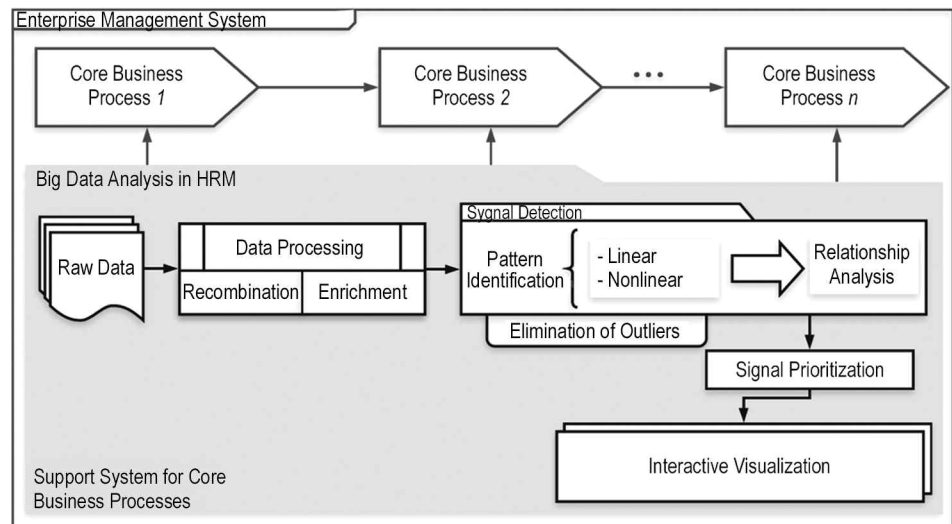 Enterprise Management System
Core Business
Process 1
Core Business
Process 2
...
Core Business
Process n
Big Data Analysis in HRM
Raw Data
Data Processing
Recombination
Enrichment
Sygnal Detection
Pattern
Identification
- Linear
- Nonlinear
Relationship
Analysis
Elimination of Outliers
Signal Prioritization
Interactive Visualization
Support System for Core
Business Processes